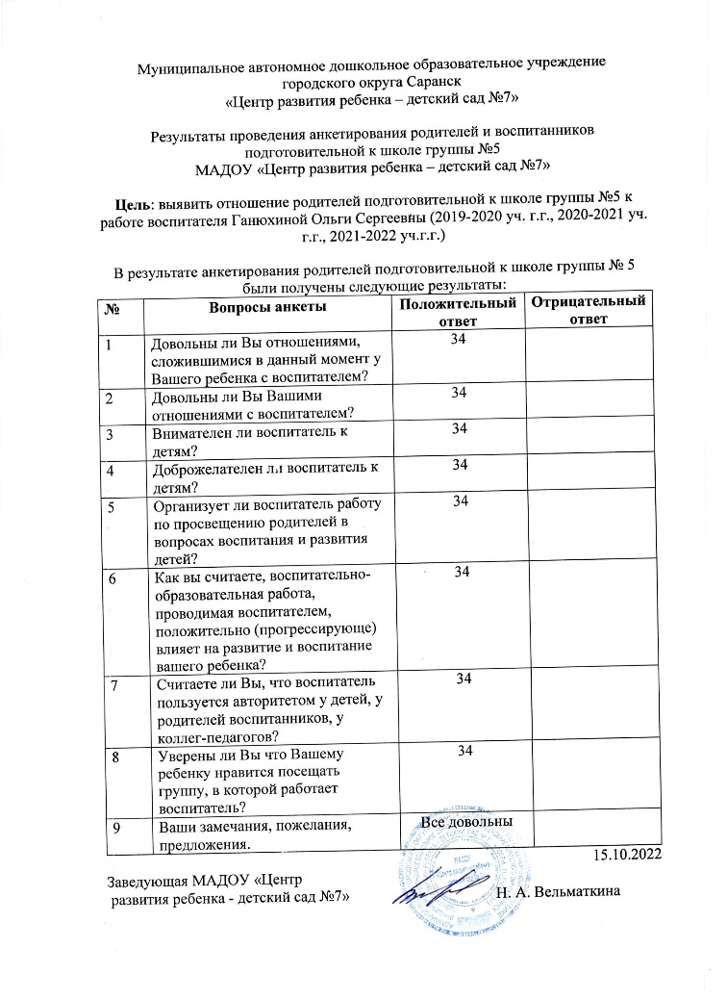 Муниципальное автономное дошкольное образовательное учреждение
городского округа Саранск
«Центр развития ребенка – детский сад №7»
Результаты проведения анкетирования родителей и воспитанников
подготовительной к школе группы №5
МАДОУ «Центр развития ребенка – детский сад №7»
Цель: выявить отношение родителей подготовительной к школе группы №5 к
работе воспитателя Ганюхиной Ольги Сергеевны (2019-2020 уч. г.г., 2020-2021 уч.
г.г., 2021-2022 уч.г.г.)
В результате анкетирования родителей подготовительной к школе группы № 5
были получены следующие результаты:
№ Вопросы анкеты Положительный Отрицательный
ответ ответ
1 Довольны ли Вы отношениями, 34
сложившимися в данный момент у
Вашего ребенка с воспитателем?
2 Довольны ли Вы Вашими 34
отношениями с воспитателем?
3 Внимателен ли воспитатель к 34
детям?
4 Доброжелателен ли воспитатель к 34
детям?
5 Организует ли воспитатель работу 34
по просвещению родителей в
вопросах воспитания и развития
детей?
6 Как вы считаете, воспитательно- 34
образовательная работа,
проводимая воспитателем,
положительно (прогрессирующе)
влияет на развитие и воспитание
вашего ребенка?
7 Считаете ли Вы, что воспитатель 34
пользуется авторитетом у детей, у
родителей воспитанников, у
коллег-педагогов?
8 Уверены ли Вы что Вашему 34
ребенку нравится посещать
группу, в которой работает
воспитатель?
9 Ваши замечания, пожелания, Все довольны
предложения.
15.10.2022
Заведующая МАДОУ «Центр
развития ребенка - детский сад №7» Н. А. Вельматкина